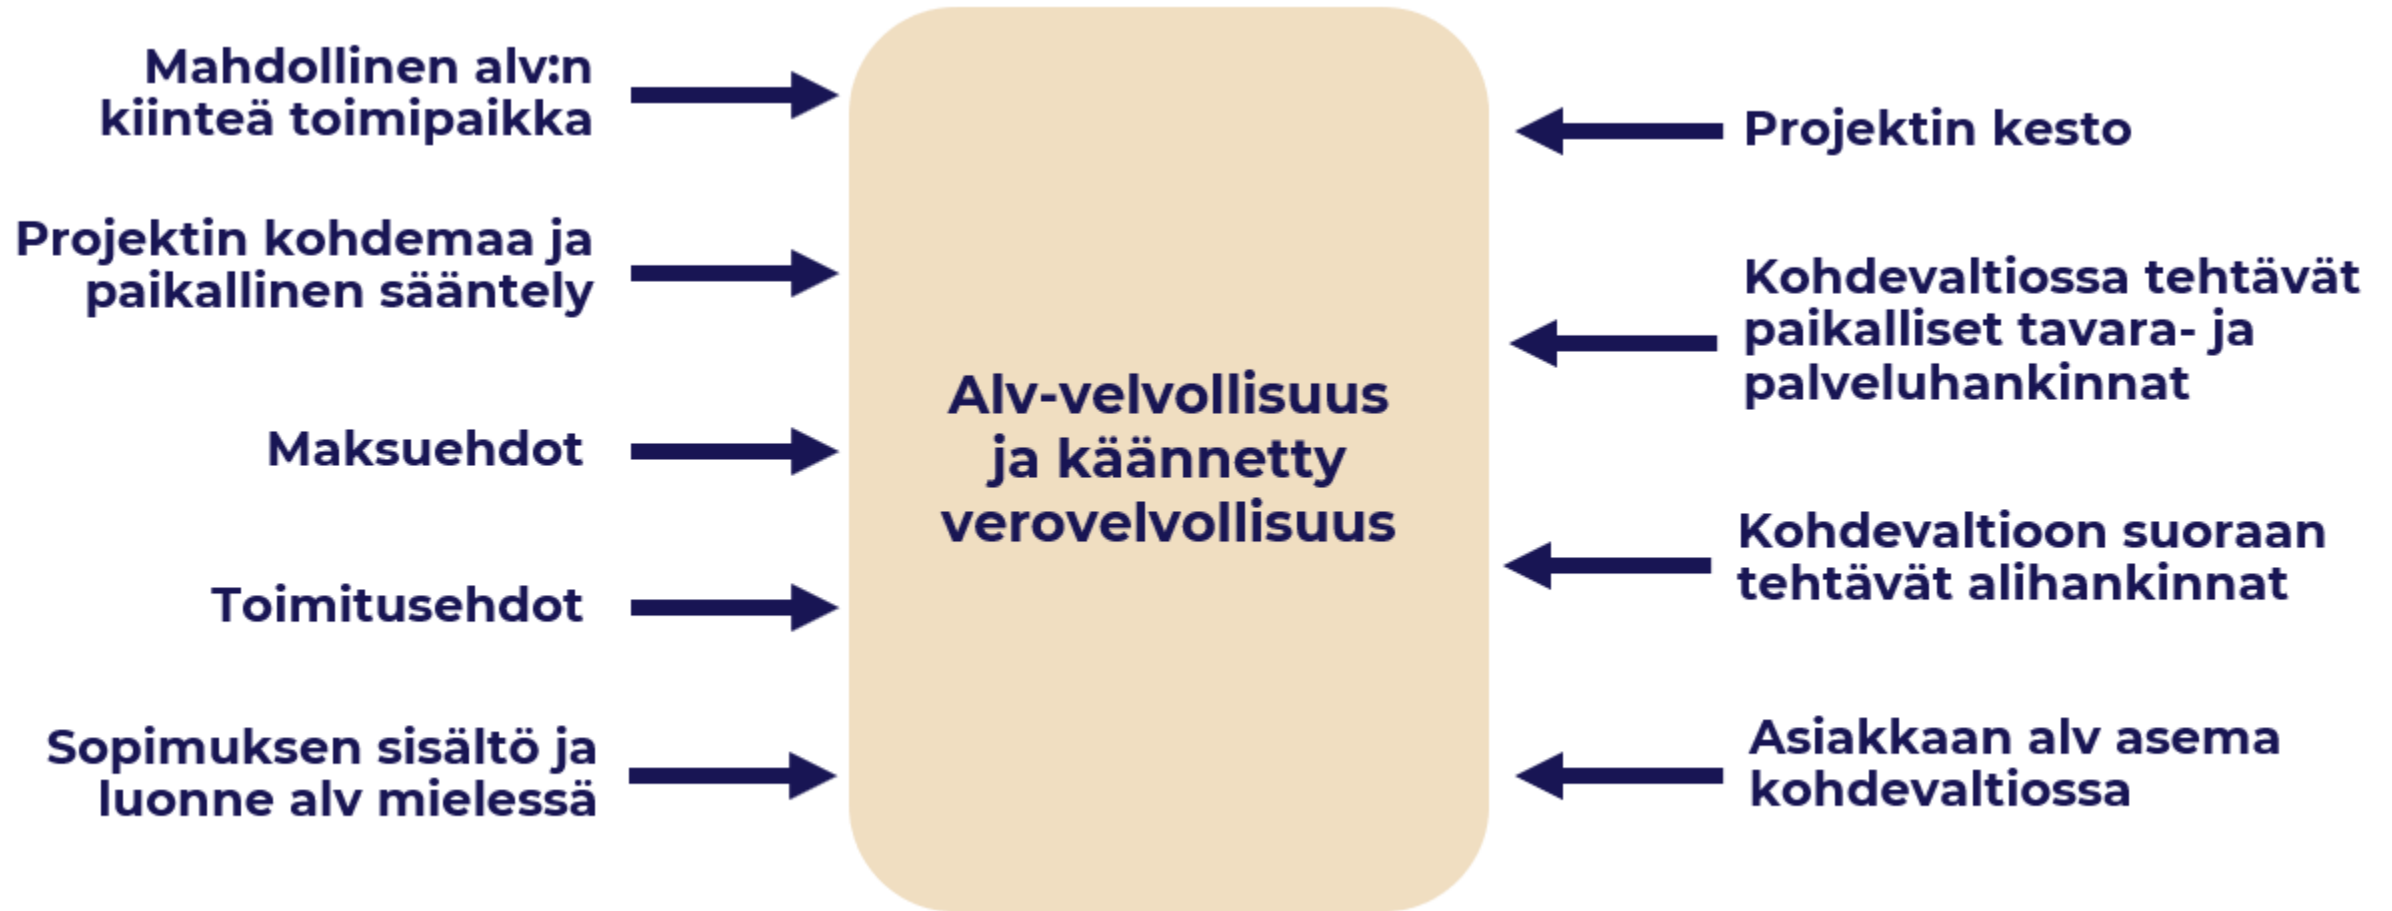 Mahdollinen alv:n
kiinteä toimipaikka
Projektin kohdemaa ja
paikallinen sääntely
Maksuehdot
Toimitusehdot
Sopimuksen sisältö ja
luonne alv mielessä
Alv-velvollisuus
ja käännetty
verovelvollisuus
Projektin kesto
Kohdevaltiossa tehtävät
paikalliset tavara- ja
palveluhankinnat
Kohdevaltioon suoraan
tehtävät alihankinnat
Asiakkaan alv asema
kohdevaltiossa